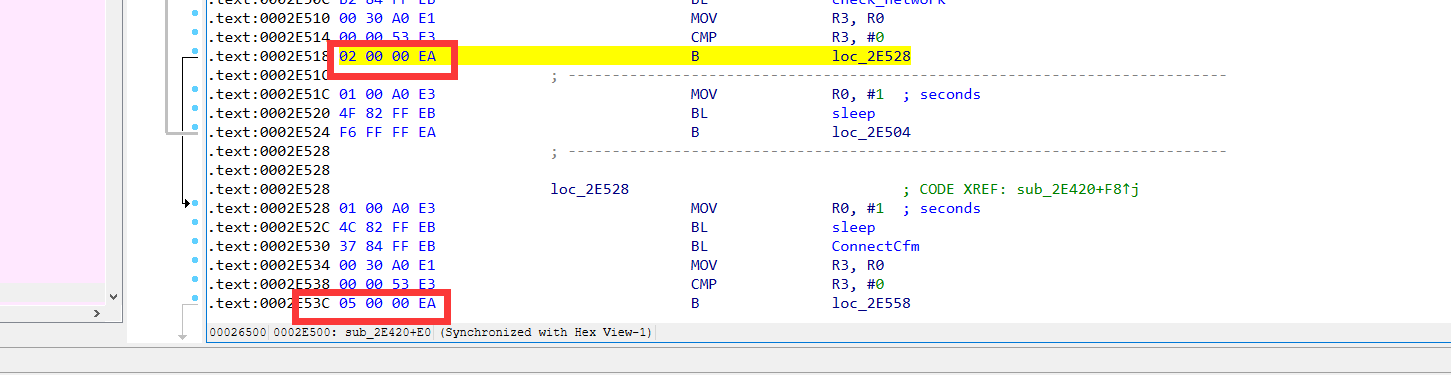 .text:0002E50C B2 84 FF EB BL check_network
.text:0002E510 00 30 A0 E1 MOV R3, R0
.text:0002E514 00 00 53 E3 CMP R3, #0
.text:0002E518 02 00 00 EA B loc_2E528
.text:0002E51C ; ---------------------------------------------------------------------------
.text:0002E51C 01 00 A0 E3 MOV R0, #1 ; seconds
.text:0002E520 4F 82 FF EB BL sleep
.text:0002E524 F6 FF FF EA B loc_2E504
.text:0002E528 ; ---------------------------------------------------------------------------
.text:0002E528
.text:0002E528 loc_2E528 ; CODE XREF: sub_2E420+F8↑j
.text:0002E528 01 00 A0 E3 MOV R0, #1 ; seconds
.text:0002E52C 4C 82 FF EB BL sleep
.text:0002E530 37 84 FF EB BL ConnectCfm
.text:0002E534 00 30 A0 E1 MOV R3, R0
.text:0002E538 00 00 53 E3 CMP R3, #0
.text:0002E53C 05 00 00 EA B loc_2E558
00026500 0002E500: sub_2E420+E0 (Synchronized with Hex View-1)